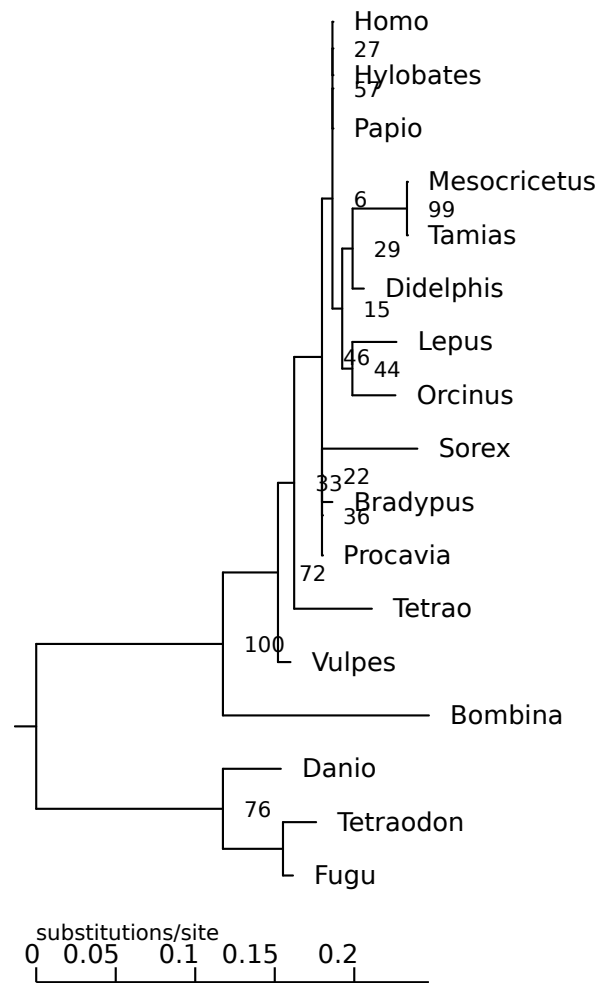 Homo
27
Hylobates
57
Papio
Mesocricetus
6
99
Tamias
29
Didelphis
15
Lepus
46
44
Orcinus
Sorex
22
33
Bradypus
36
Procavia
72
Tetrao
100
Vulpes
Bombina
Danio
76
Tetraodon
Fugu
substitutions/site
0 0.05 0.1 0.15 0.2